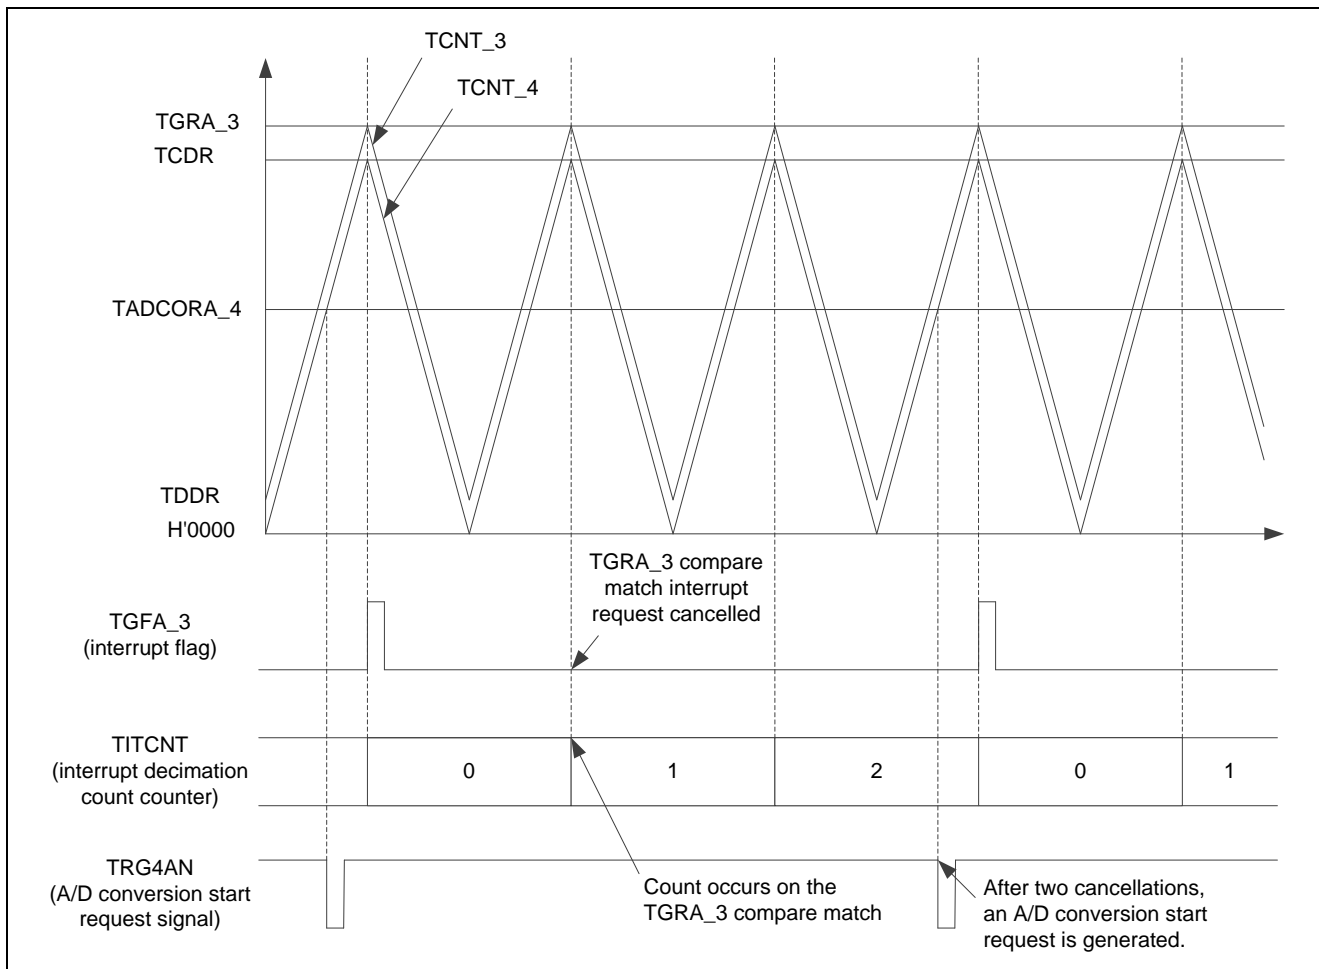 TCNT_3
TCNT_4
TGRA_3
TCDR
TADCORA_4
TDDR
H'0000
TGRA_3 compare
match interrupt
request cancelled
TGFA_3
(interrupt flag)
TITCNT
(interrupt decimation
count counter)
0
1
2
0
1
TRG4AN
(A/D conversion start
request signal)
Count occurs on the
TGRA_3 compare match
After two cancellations,
an A/D conversion start
request is generated.